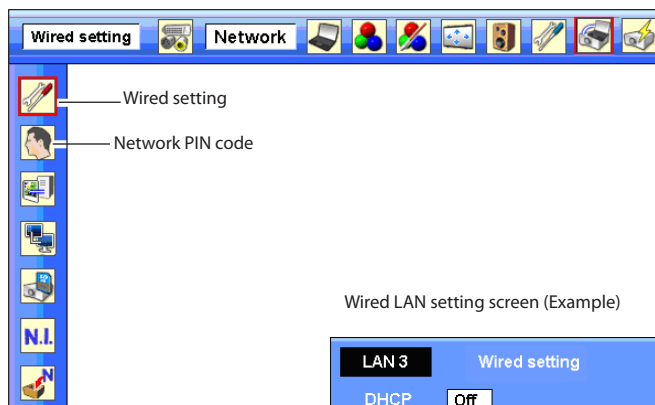 Wired setting Network
Wired setting
Network PIN code
N.I.
N
Wired LAN setting screen (Example)
LAN 3 Wired setting
DHCP Off